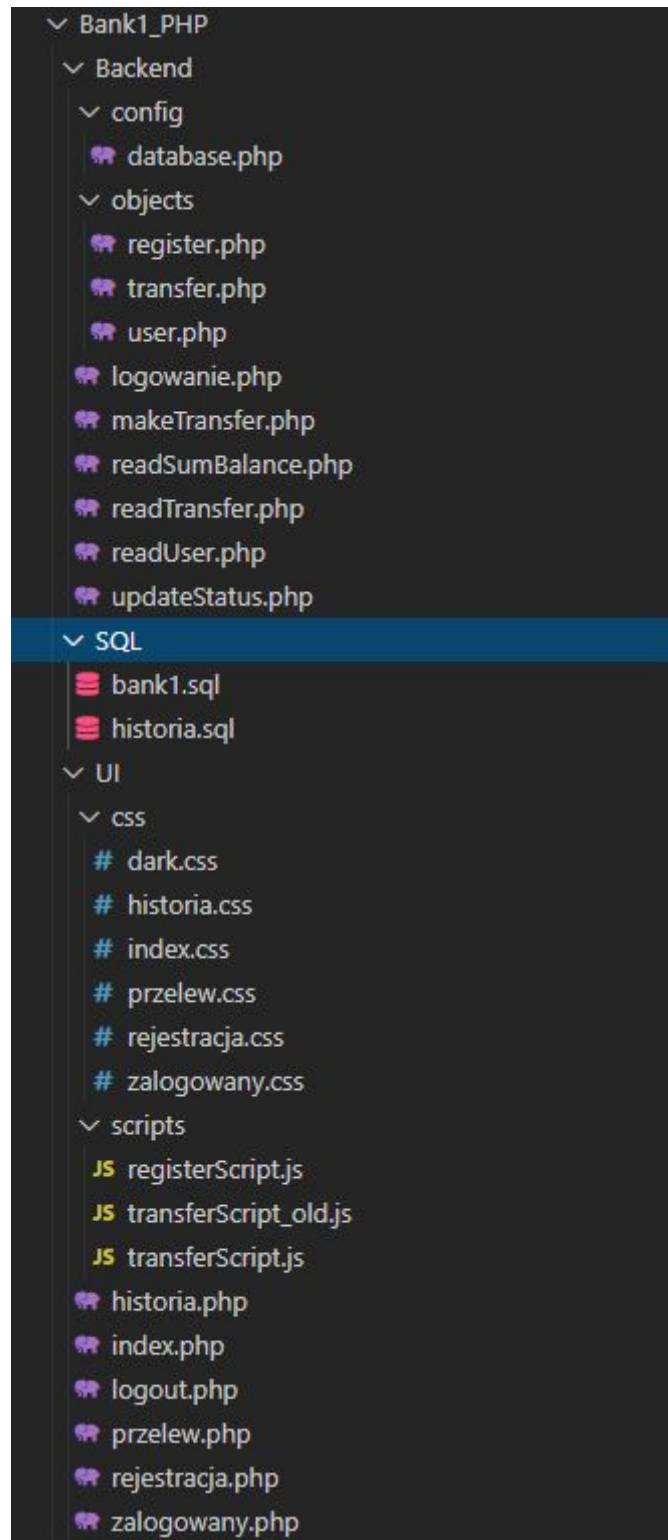 Bank1_PHP
Backend
config
database.php
objects
register.php
transfer.php
user.php
logowanie.php
makeTransfer.php
readSumBalance.php
readTransfer.php
readUser.php
updateStatus.php
SQL
bank1.sql
historia.sql
UI
css
# dark.css
# historia.css
# index.css
# przelew.css
# rejestracja.css
# zalogowany.css
scripts
JS registerScript.js
JS transferScript_old.js
JS transferScript.js
historia.php
index.php
logout.php
przelew.php
rejestracja.php
zalogowany.php